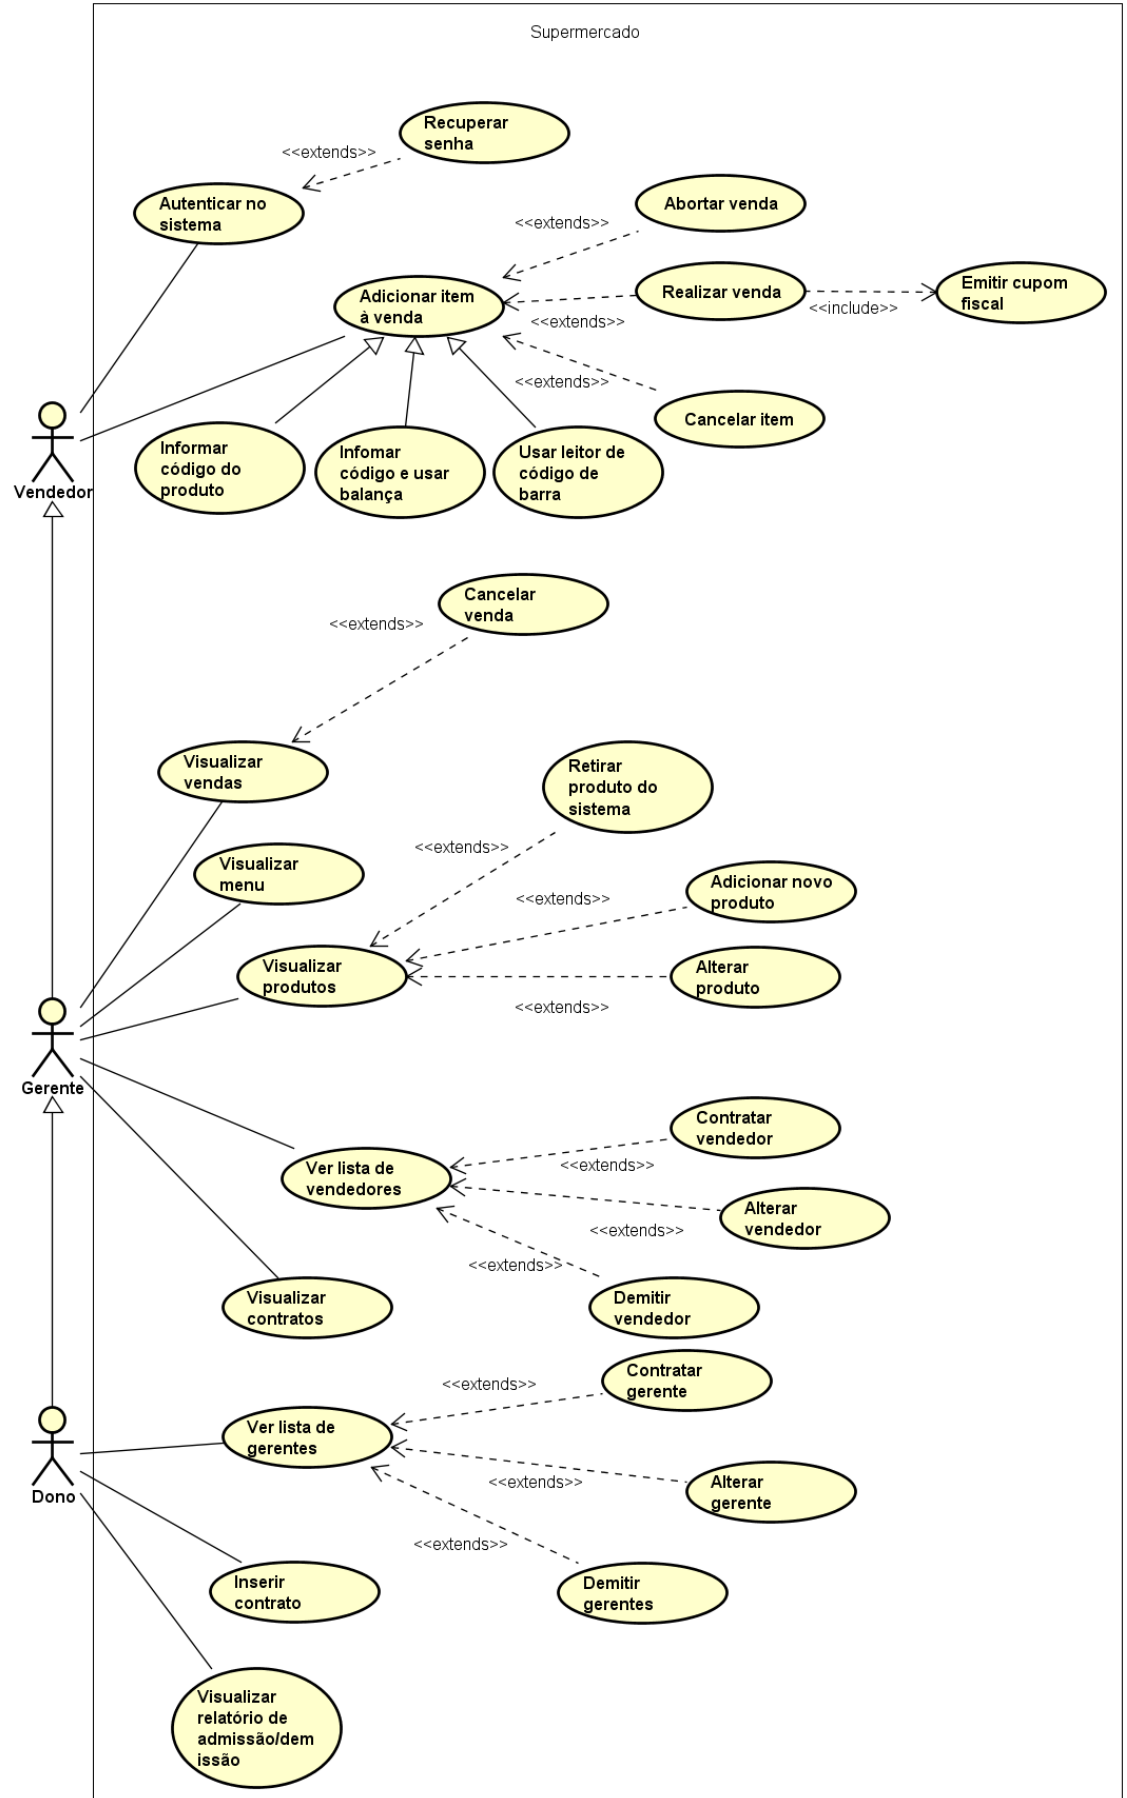 Supermercado
Recuperar
senha
<<extends>>
Autenticar no
sistema
Abortar venda
<<extends>>
Adicionar item
à venda
Realizar venda
<<extends>>
Emitir cupom
fiscal
<<include>>
<<extends>>
Cancelar item
Informar
código do
produto
Infomar
código e usar
balança
Usar leitor de
código de
barra
Vendedor
Cancelar
venda
<<extends>>
Visualizar
vendas
Retirar
produto do
sistema
<<extends>>
Visualizar
menu
Adicionar novo
produto
<<extends>>
Visualizar
produtos
Alterar
produto
<<extends>>
Gerente
Contratar
vendedor
<<extends>>
Ver lista de
vendedores
Alterar
vendedor
<<extends>>
<<extends>>
Demitir
vendedor
Visualizar
contratos
Contratar
gerente
<<extends>>
Ver lista de
gerentes
Alterar
gerente
<<extends>>
Dono
<<extends>>
Demitir
gerentes
Inserir
contrato
Visualizar
relatório de
admissão/dem
issão